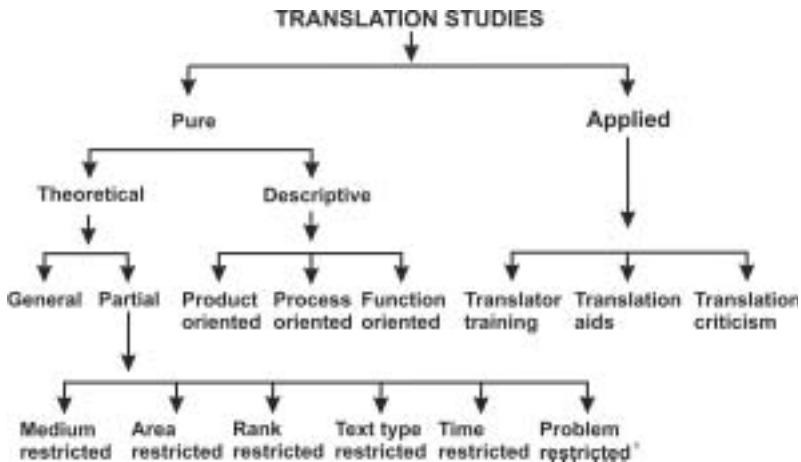 TRANSLATION STUDIES
Pure
Applied
Theoretical
Descriptive
General
Partial
Product
oriented
Process
oriented
Function
oriented
Translator
training
Translation
aids
Translation
criticism
Medium
restricted
Area
restricted
Rank
restricted
Text type
restricted
Time
restricted
Problem
restricted